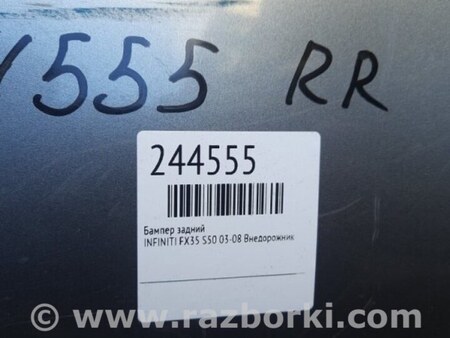 555 RR
244555
Бампер задний
INFINITI FX35 S50 03-08 Внедорожник
© www.razborki.com